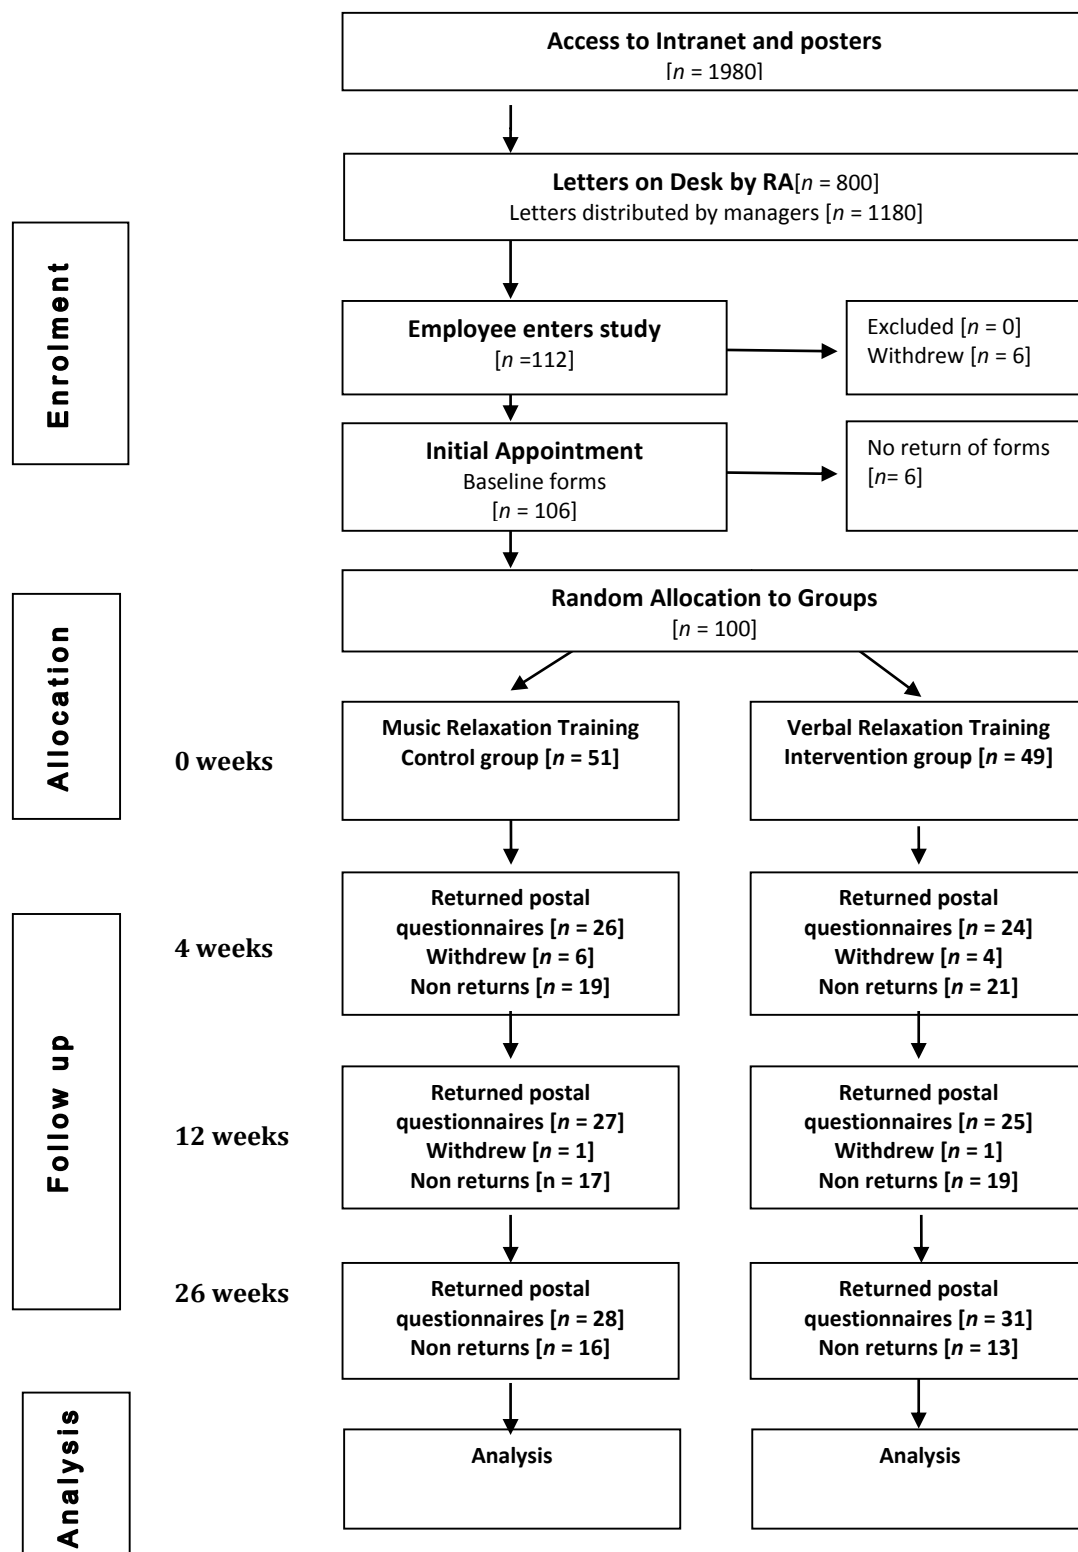 Access to Intranet and posters
[n = 1980]
Letters on Desk by RA[n = 800]
Letters distributed by managers [n = 1180]
Enrolment
Employee enters study
[n =112]
Excluded [n = 0]
Withdrew [n = 6]
Initial Appointment
Baseline forms
[n = 106]
No return of forms
[n= 6]
Allocation
Random Allocation to Groups
[n = 100]
0 weeks
Music Relaxation Training
Control group [n = 51]
Verbal Relaxation Training
Intervention group [n = 49]
Follow up
4 weeks
Returned postal
questionnaires [n = 26]
Withdrew [n = 6]
Non returns [n = 19]
Returned postal
questionnaires [n = 24]
Withdrew [n = 4]
Non returns [n = 21]
12 weeks
Returned postal
questionnaires [n = 27]
Withdrew [n = 1]
Non returns [n = 17]
Returned postal
questionnaires [n = 25]
Withdrew [n = 1]
Non returns [n = 19]
26 weeks
Returned postal
questionnaires [n = 28]
Non returns [n = 16]
Returned postal
questionnaires [n = 31]
Non returns [n = 13]
Analysis
Analysis
Analysis